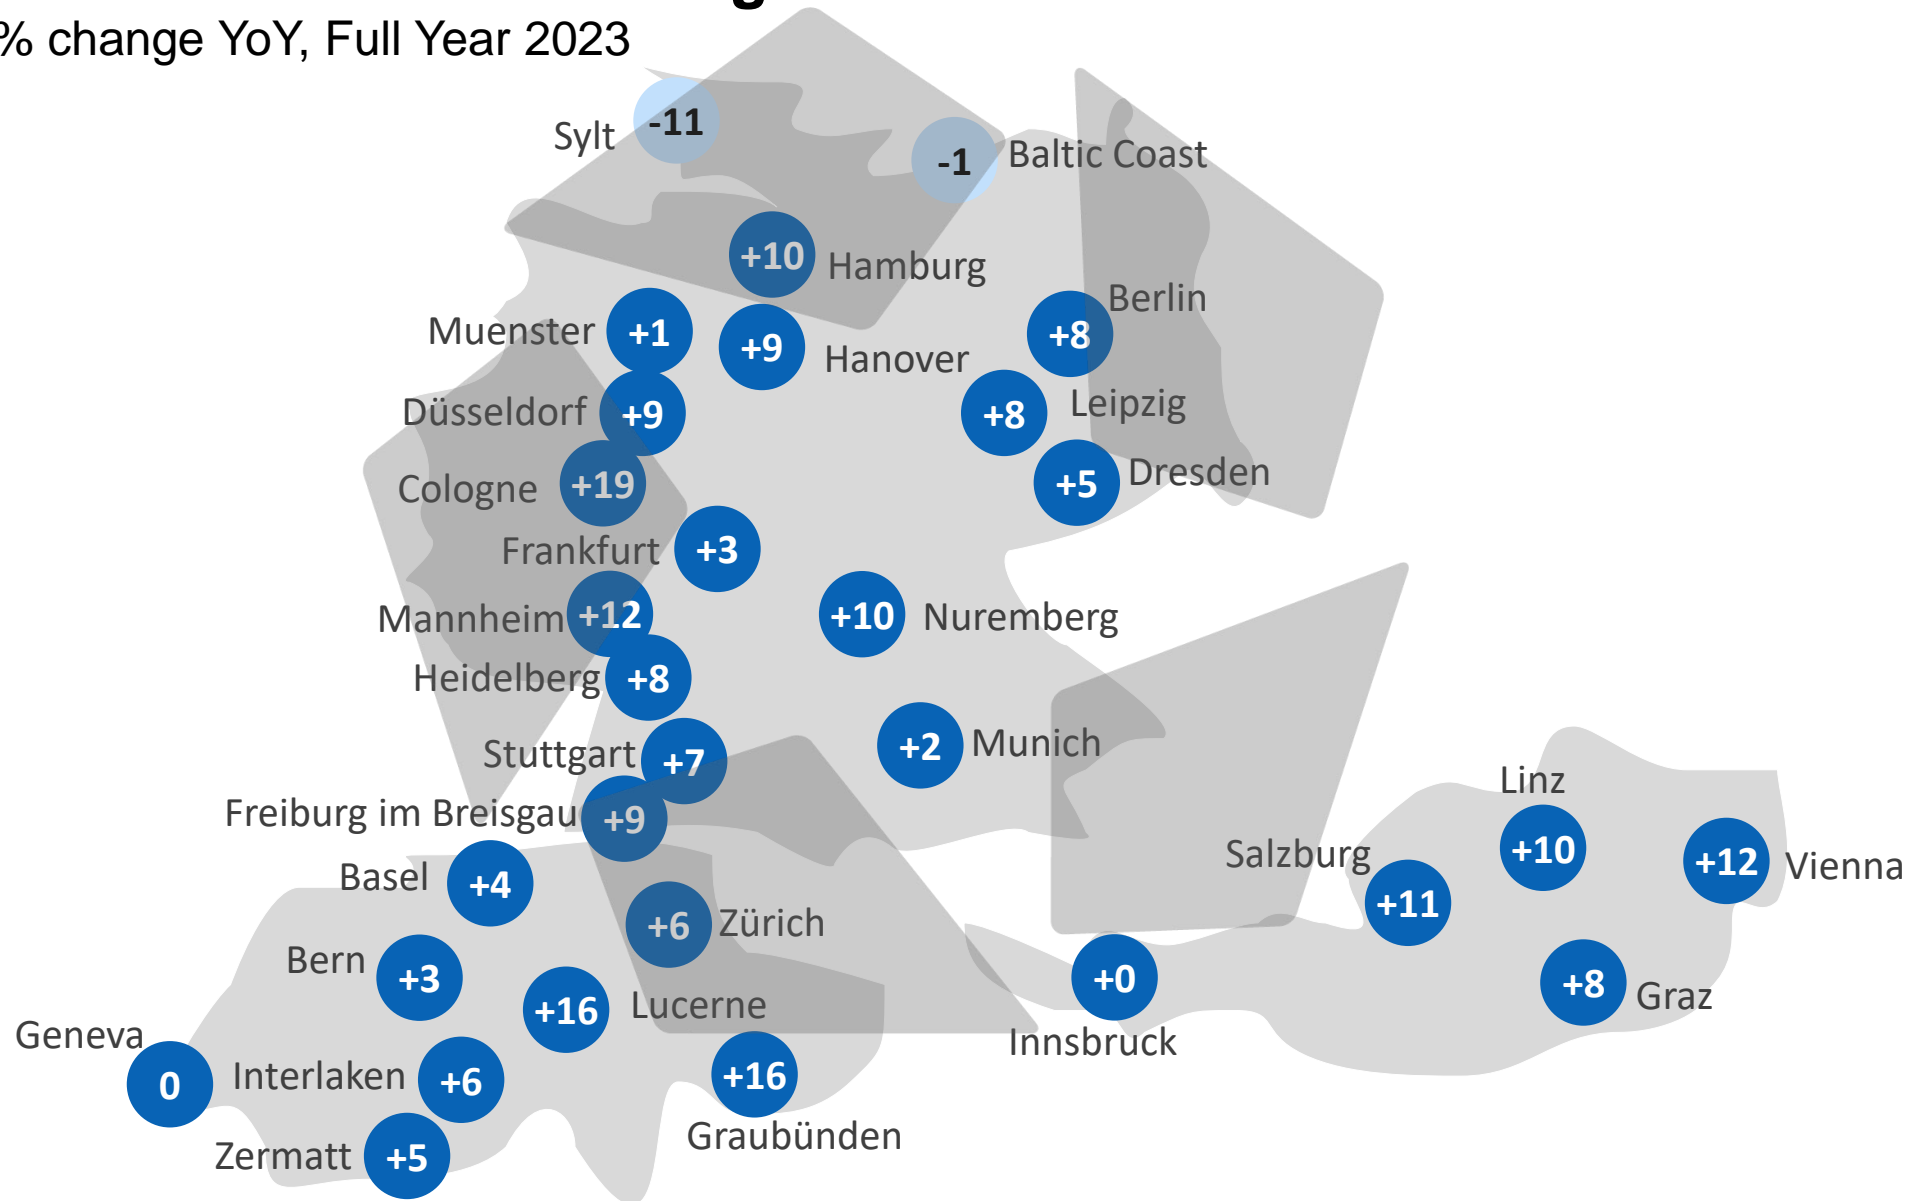 % change YoY, Full Year 2023
Sylt
-11
-1
Baltic Coast
+10
Hamburg
Muenster
+1
+9
Hanover
Berlin
+8
Düsseldorf
+9
+8
Leipzig
Cologne
+19
+5
Dresden
Frankfurt
+3
Mannheim
+12
+10
Nuremberg
Heidelberg
+8
Stuttgart
+7
+2
Munich
Freiburg im Breisgau
+9
Linz
+10
Salzburg
+11
+12
Vienna
Basel
+4
+6
Zürich
Bern
+3
+0
Innsbruck
+8
Graz
+16
Lucerne
Geneva
0
Interlaken
+6
+16
Graubünden
Zermatt
+5